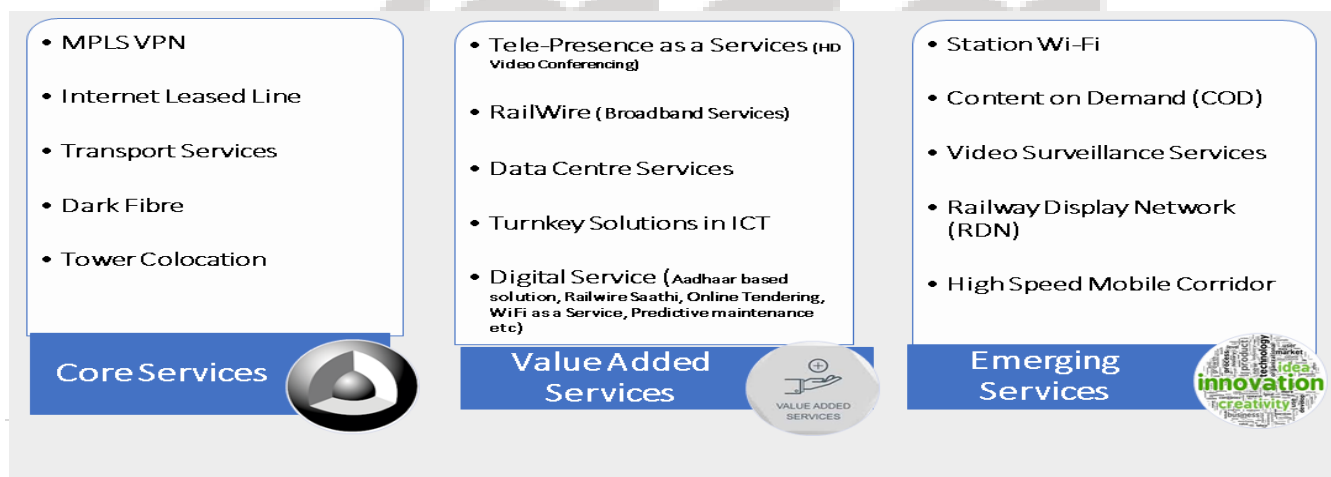 • MPLS VPN
• Internet Leased Line
• Transport Services
• Dark Fibre
• Tower Colocation
Core Services
• Tele-Presence as a Services (HD
Video Conferencing)
• RailWire (Broadband Services)
• Data Centre Services
• Turnkey Solutions in ICT
• Digital Service (Aadhaar based
solution, Railwire Saathi, Online Tendering,
WiFi as a Service, Predictive maintenance
etc)
Value Added
Services
VALUE ADDED
SERVICES
• Station Wi-Fi
• Content on Demand (COD)
• Video Surveillance Services
• Railway Display Network
(RDN)
• High Speed Mobile Corridor
Emerging
Services
process
product
technology
market
idea
innovation
creativity
business